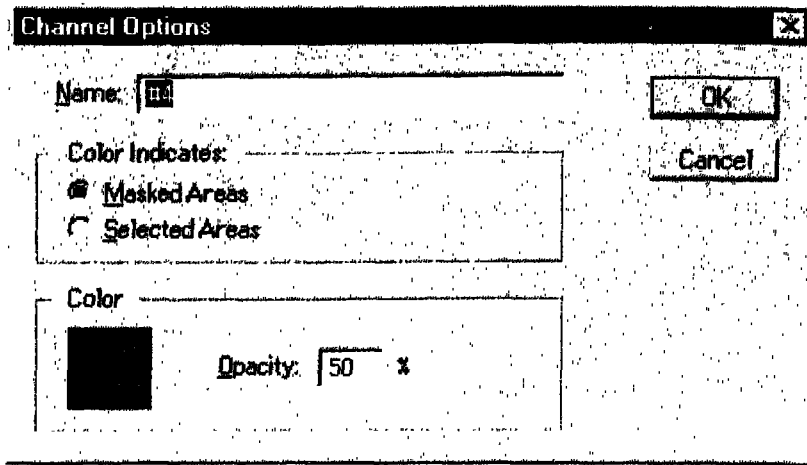 Channel Options
Name:
OK
Color Indicates:
Cancel
Masked Areas
Selected Areas
Color
Opacity: 50 %